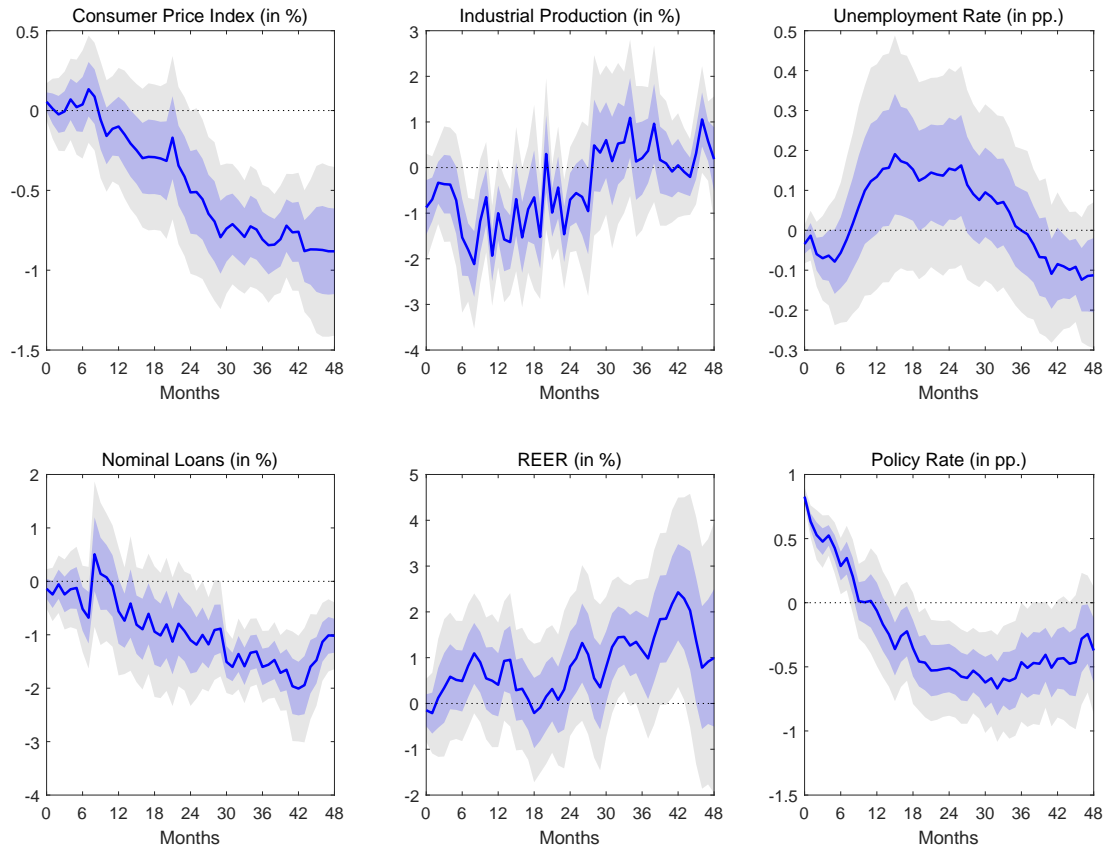 Consumer Price Index (in %)
0.5
0
-0.5
-1
-1.5
0 6 12 18 24 30 36 42 48
Months
Industrial Production (in %)
3
2
1
0
-1
-2
-3
-4
0 6 12 18 24 30 36 42 48
Months
Unemployment Rate (in pp.)
0.5
0.4
0.3
0.2
0.1
0
-0.1
-0.2
-0.3
0 6 12 18 24 30 36 42 48
Months
Nominal Loans (in %)
2
1
0
-1
-2
-3
-4
0 6 12 18 24 30 36 42 48
Months
REER (in %)
5
4
3
2
1
0
-1
-2
0 6 12 18 24 30 36 42 48
Months
Policy Rate (in pp.)
1
0.5
0
-0.5
-1
-1.5
0 6 12 18 24 30 36 42 48
Months